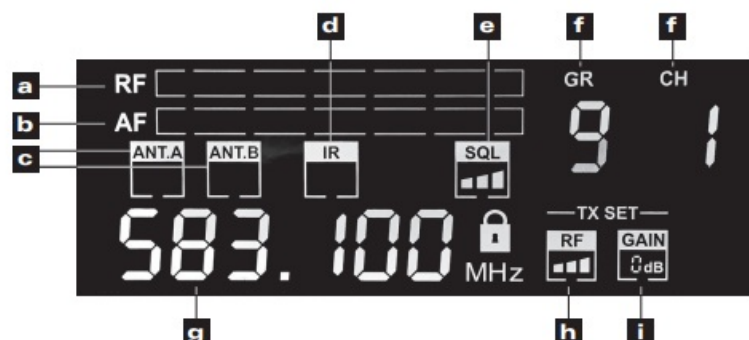 d e f f
a RF GR CH
b AF 9 1
c ANT.A ANT.B IR SQL
TX SET
583.100 MHz RF GAIN
0dB
g h i